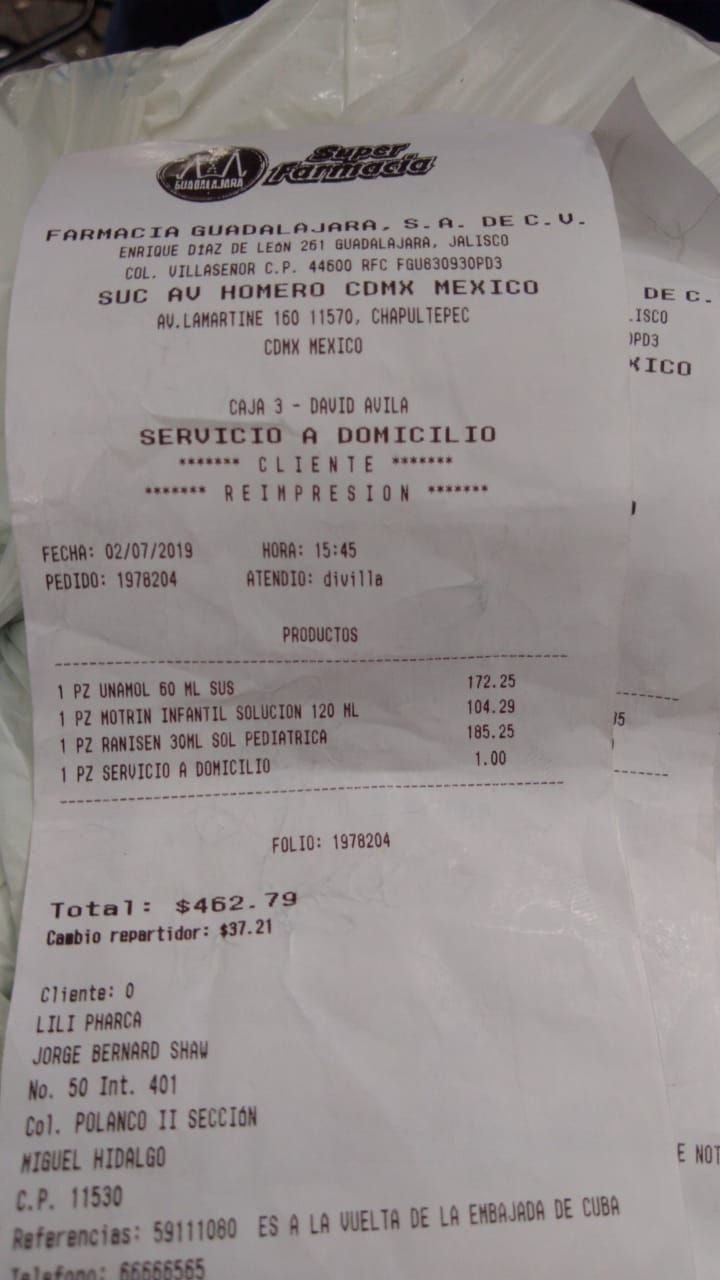 GUADALAJARA
Super
Farmacia
FARMACIA GUADALAJARA, S.A. DE C.V.
ENRIQUE DÍAZ DE LEÓN 261 GUADALAJARA, JALISCO
COL. VILLASEÑOR C.P. 44600 RFC FGU830930PD3
SUC AV HOMERO CDMX MEXICO
AV.LAMARTINE 160 11570, CHAPULTEPEC
CDMX MEXICO
CAJA 3 - DAVID AVILA
SERVICIO A DOMICILIO
******* C L I E N T E *******
******* R E I M P R E S I O N *******
FECHA: 02/07/2019 HORA: 15:45
PEDIDO: 1978204 ATENDIO: divilla
PRODUCTOS
1 PZ UNAMOL 60 ML SUS 172.25
1 PZ MOTRIN INFANTIL SOLUCION 120 ML 104.29
1 PZ RANISEN 30ML SOL PEDIATRICA 185.25
1 PZ SERVICIO A DOMICILIO 1.00
FOLIO: 1978204
Total: $462.79
Cambio repartidor: $37.21
Cliente: 0
LILI PHARCA
JORGE BERNARD SHAW
No. 50 Int. 401
Col. POLANCO II SECCIÓN
MIGUEL HIDALGO
C.P. 11530
Referencias: 59111080 ES A LA VUELTA DE LA EMBAJADA DE CUBA
Telefono: 66666565
DE C.
LISCO
PD3
XICO
E NOT